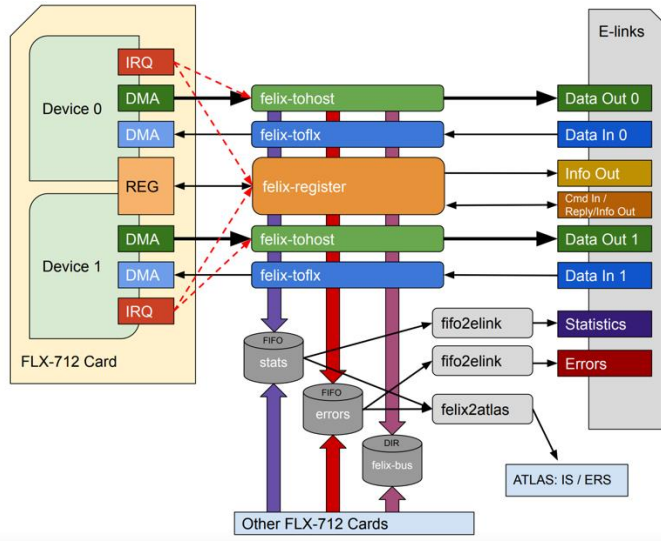 E-links
IRQ
Device 0
DMA
felix-tohost
Data Out 0
DMA
felix-toflx
Data In 0
REG
felix-register
Info Out
Cmd In /
Reply/Info Out
DMA
felix-tohost
Data Out 1
Device 1
DMA
felix-toflx
Data In 1
IRQ
FLX-712 Card
FIFO
stats
fifo2elink
Statistics
fifo2elink
Errors
FIFO
errors
felix2atlas
DIR
felix-bus
ATLAS: IS / ERS
Other FLX-712 Cards